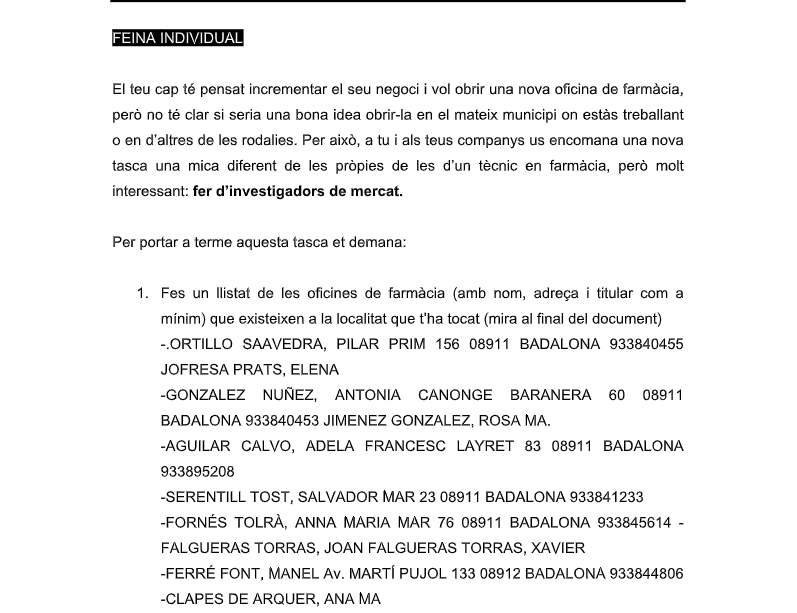 FEINA INDIVIDUAL
El teu cap té pensat incrementar el seu negoci i vol obrir una nova oficina de farmàcia,
però no té clar si seria una bona idea obrir-la en el mateix municipi on estàs treballant
o en d'altres de les rodalies. Per això, a tu i als teus companys us encomana una nova
tasca una mica diferent de les pròpies de les d'un tècnic en farmàcia, però molt
interessant: fer d'investigadors de mercat.
Per portar a terme aquesta tasca et demana:
1. Fes un llistat de les oficines de farmàcia (amb nom, adreça i titular com a
mínim) que existeixen a la localitat que t'ha tocat (mira al final del document)
-.ORTILLO SAAVEDRA, PILAR PRIM 156 08911 BADALONA 933840455
JOFRESA PRATS, ELENA
-GONZALEZ NUÑEZ, ANTONIA CANONGE BARANERA 60 08911
BADALONA 933840453 JIMENEZ GONZALEZ, ROSA MA.
-AGUILAR CALVO, ADELA FRANCESC LAYRET 83 08911 BADALONA
933895208
-SERENTILL TOST, SALVADOR MAR 23 08911 BADALONA 933841233
-FORNÉS TOLRÀ, ANNA MARIA MAR 76 08911 BADALONA 933845614 -
FALGUERAS TORRAS, JOAN FALGUERAS TORRAS, XAVIER
-FERRÉ FONT, MANEL Av. MARTÍ PUJOL 133 08912 BADALONA 933844806
-CLAPES DE ARQUER, ANA MA